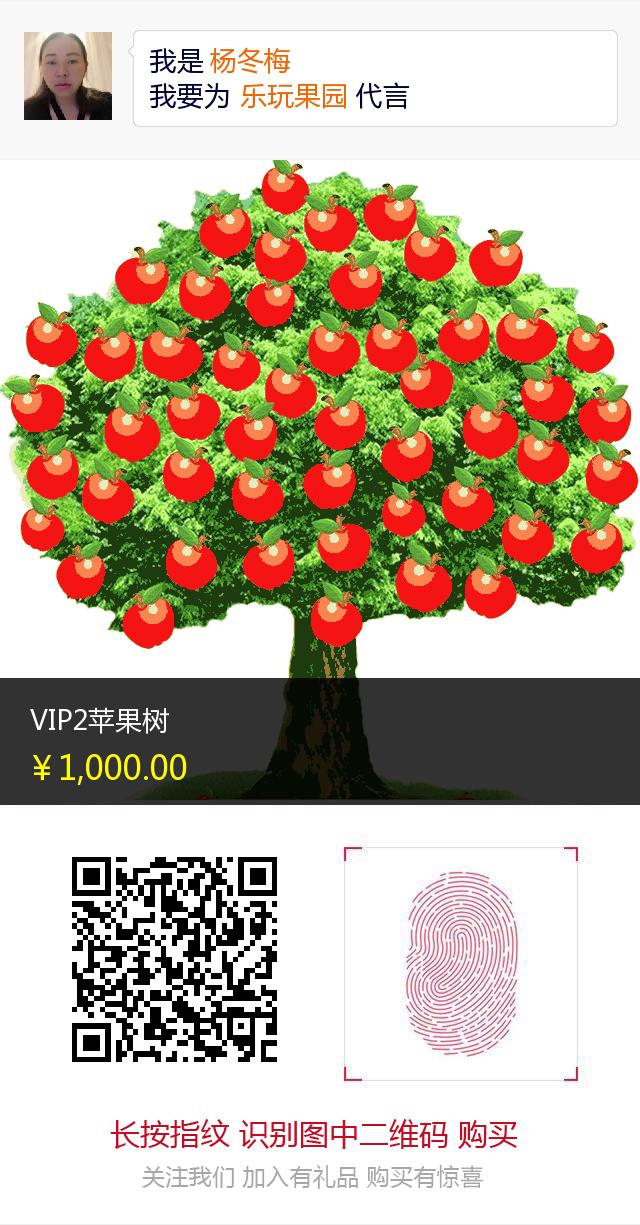 我是 杨冬梅
我要为 乐玩果园 代言
VIP2苹果树
￥1,000.00
长按指纹 识别图中二维码 购买
关注我们 加入有礼品 购买有惊喜